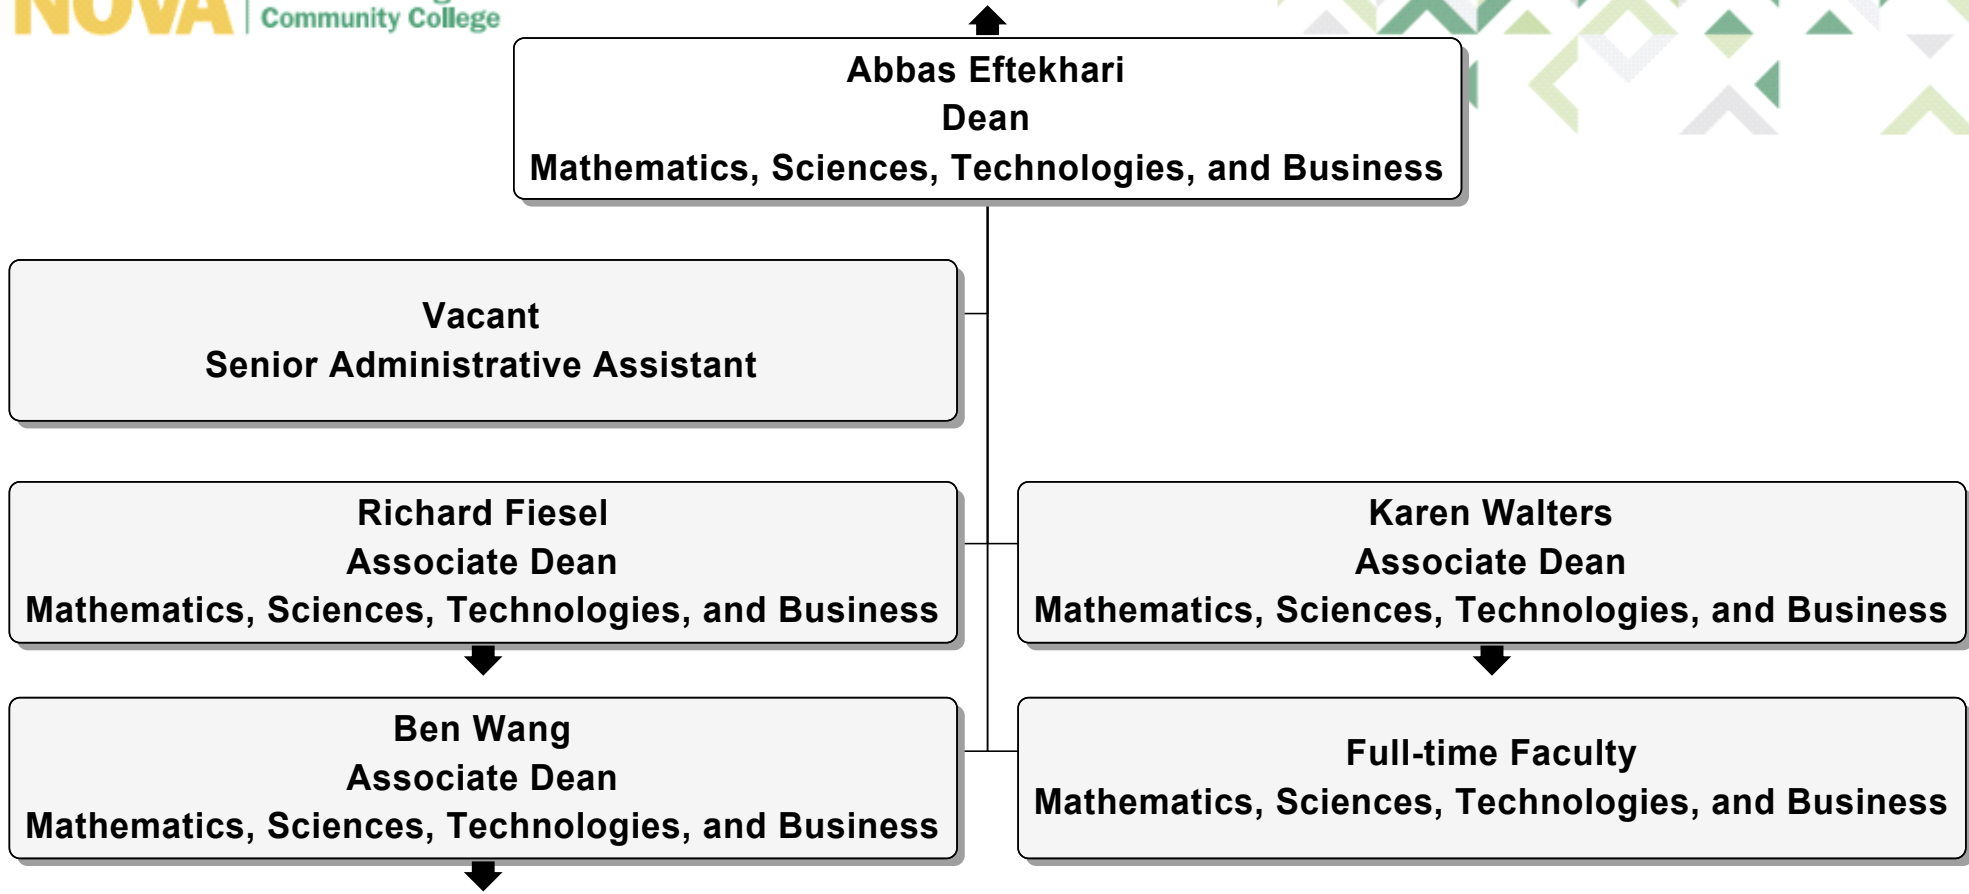 NOVA
Community College
Abbas Eftekhari
Dean
Mathematics, Sciences, Technologies, and Business
Vacant
Senior Administrative Assistant
Richard Fiesel
Associate Dean
Mathematics, Sciences, Technologies, and Business
Karen Walters
Associate Dean
Mathematics, Sciences, Technologies, and Business
Ben Wang
Associate Dean
Mathematics, Sciences, Technologies, and Business
Full-time Faculty
Mathematics, Sciences, Technologies, and Business